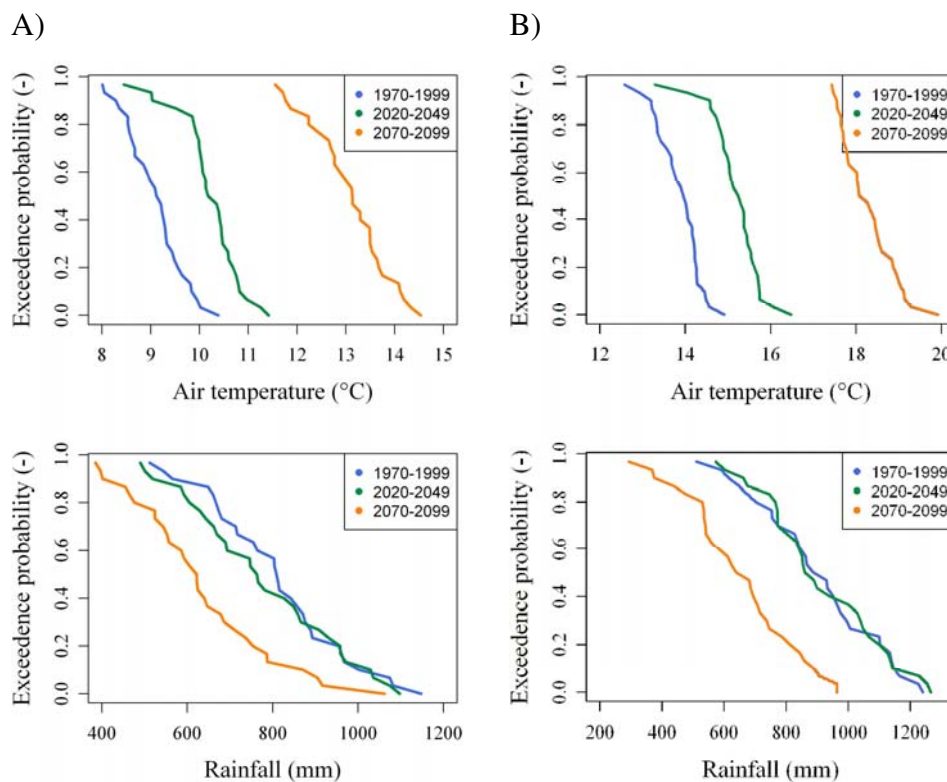 A)
B)
Exceedence probability (-)
1.0
0.8
0.6
0.4
0.2
0.0
1970-1999
2020-2049
2070-2099
8 9 10 11 12 13 14 15
Air temperature (°C)
Exceedence probability (-)
1.0
0.8
0.6
0.4
0.2
0.0
1970-1999
2020-2049
2070-2099
12 14 16 18 20
Air temperature (°C)
Exceedence probability (-)
1.0
0.8
0.6
0.4
0.2
0.0
1970-1999
2020-2049
2070-2099
400 600 800 1000 1200
Rainfall (mm)
Exceedence probability (-)
1.0
0.8
0.6
0.4
0.2
0.0
1970-1999
2020-2049
2070-2099
200 400 600 800 1000 1200
Rainfall (mm)